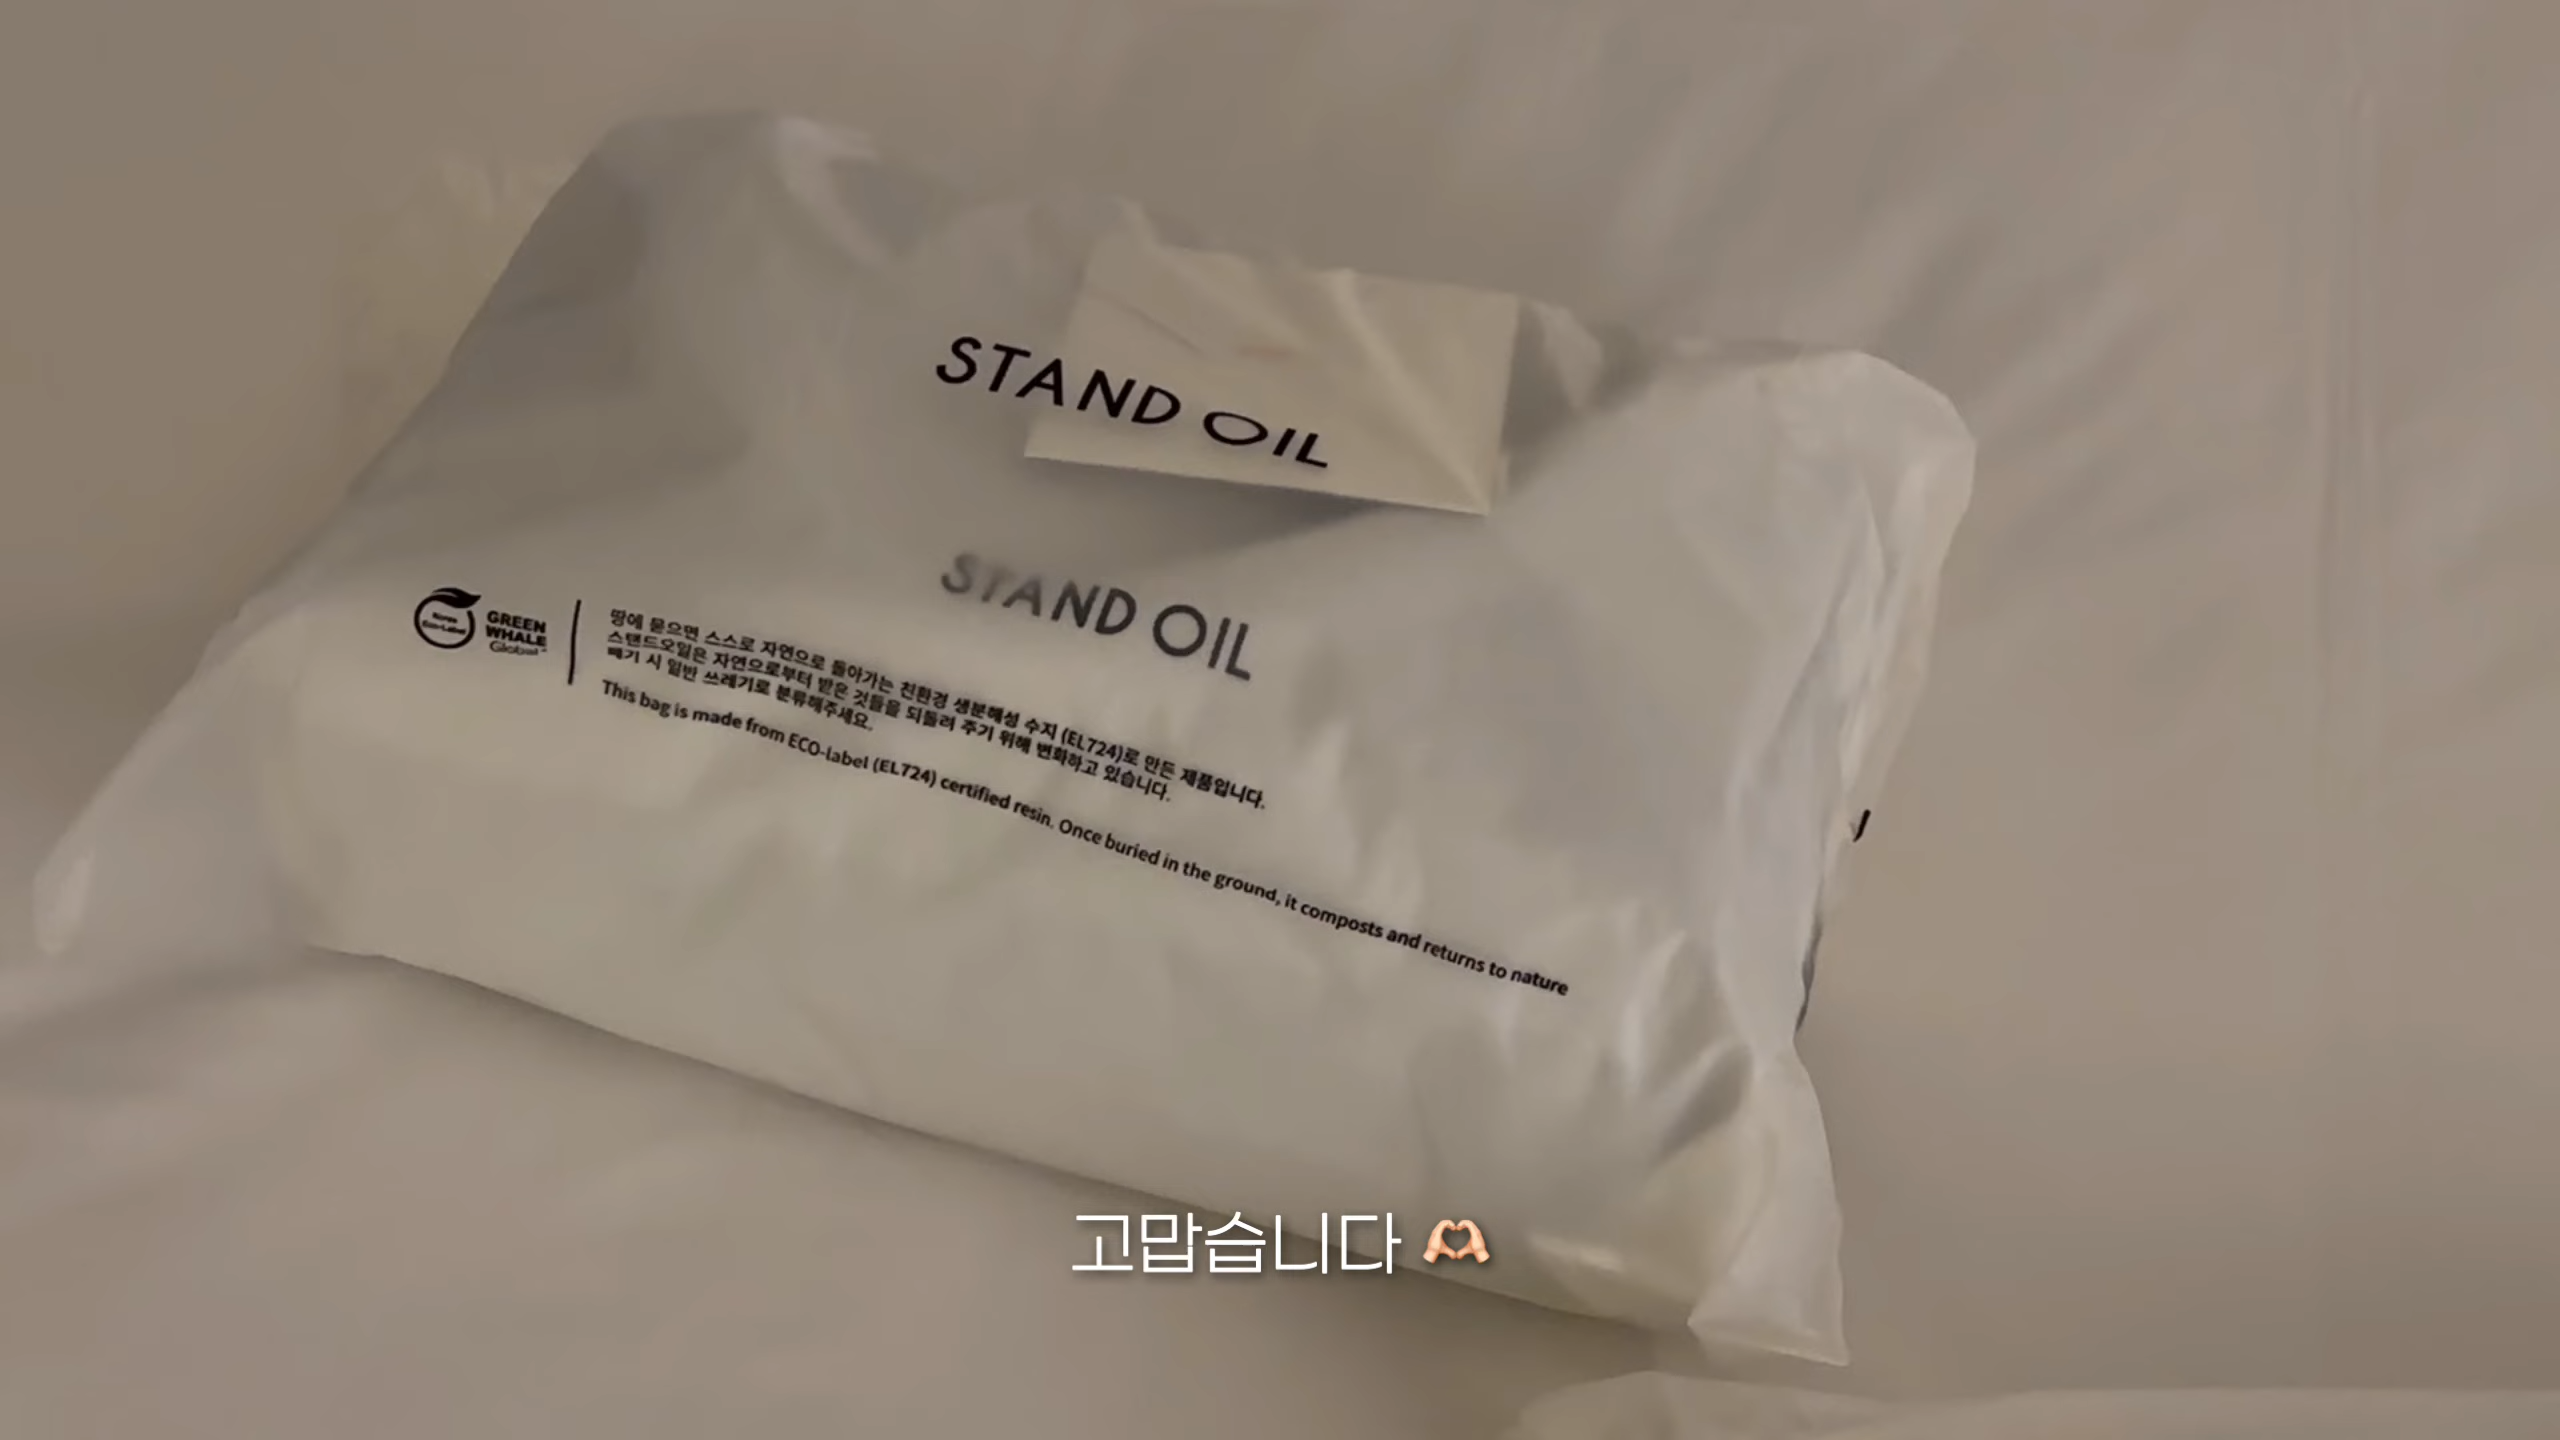 STAND OIL
STAND OIL
Korea
Eco-Label
GREEN
WHALE
Global
땅에 묻으면 스스로 자연으로 돌아가는 친환경 생분해성 수지 (EL724)로 만든 제품입니다.
스탠드오일은 자연으로부터 받은 것들을 되돌려 주기 위해 변화하고 있습니다.
폐기 시 일반 쓰레기로 분류해주세요.
This bag is made from ECO-label (EL724) certified resin. Once buried in the ground, it composts and returns to nature
고맙습니다 🫶🏻